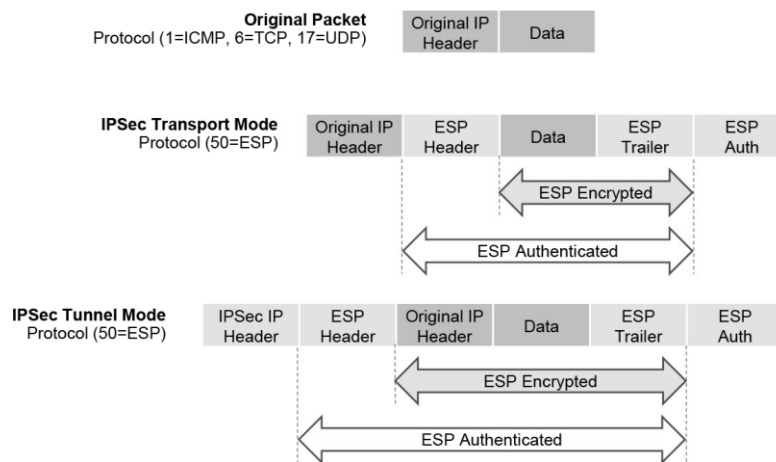 Original Packet
Protocol (1=ICMP, 6=TCP, 17=UDP)
Original IP
Header
Data
IPSec Transport Mode
Protocol (50=ESP)
Original IP
Header
ESP
Header
Data
ESP
Trailer
ESP
Auth
ESP Encrypted
ESP Authenticated
IPSec Tunnel Mode
Protocol (50=ESP)
IPSec IP
Header
ESP
Header
Original IP
Header
Data
ESP
Trailer
ESP
Auth
ESP Encrypted
ESP Authenticated